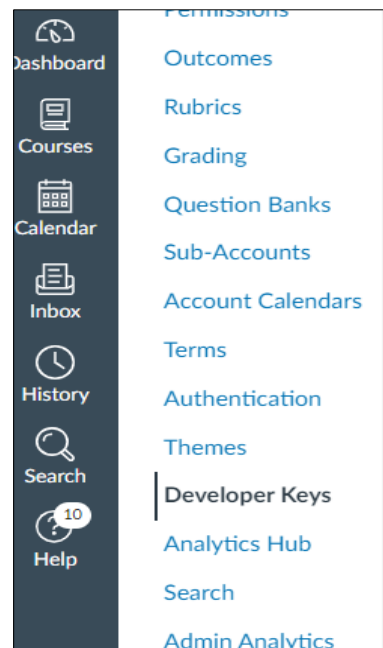 Dashboard
Courses
Calendar
Inbox
History
Search
10
Help
Permissions
Outcomes
Rubrics
Grading
Question Banks
Sub-Accounts
Account Calendars
Terms
Authentication
Themes
Developer Keys
Analytics Hub
Search
Admin Analytics